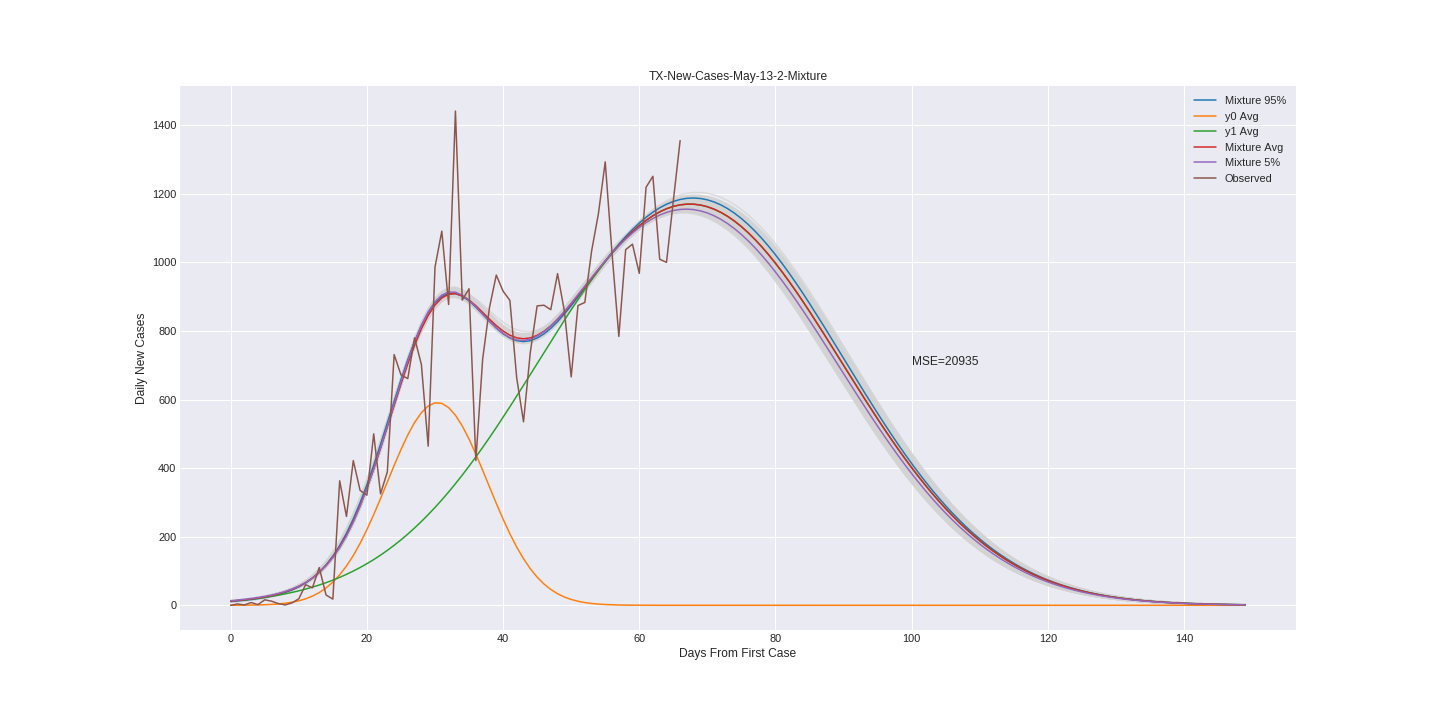 TX-New-Cases-May-13-2-Mixture
Mixture 95%
y0 Avg
y1 Avg
Mixture Avg
Mixture 5%
Observed
1400
1200
1000
800
600
400
200
0
Daily New Cases
MSE=20935
0 20 40 60 80 100 120 140
Days From First Case